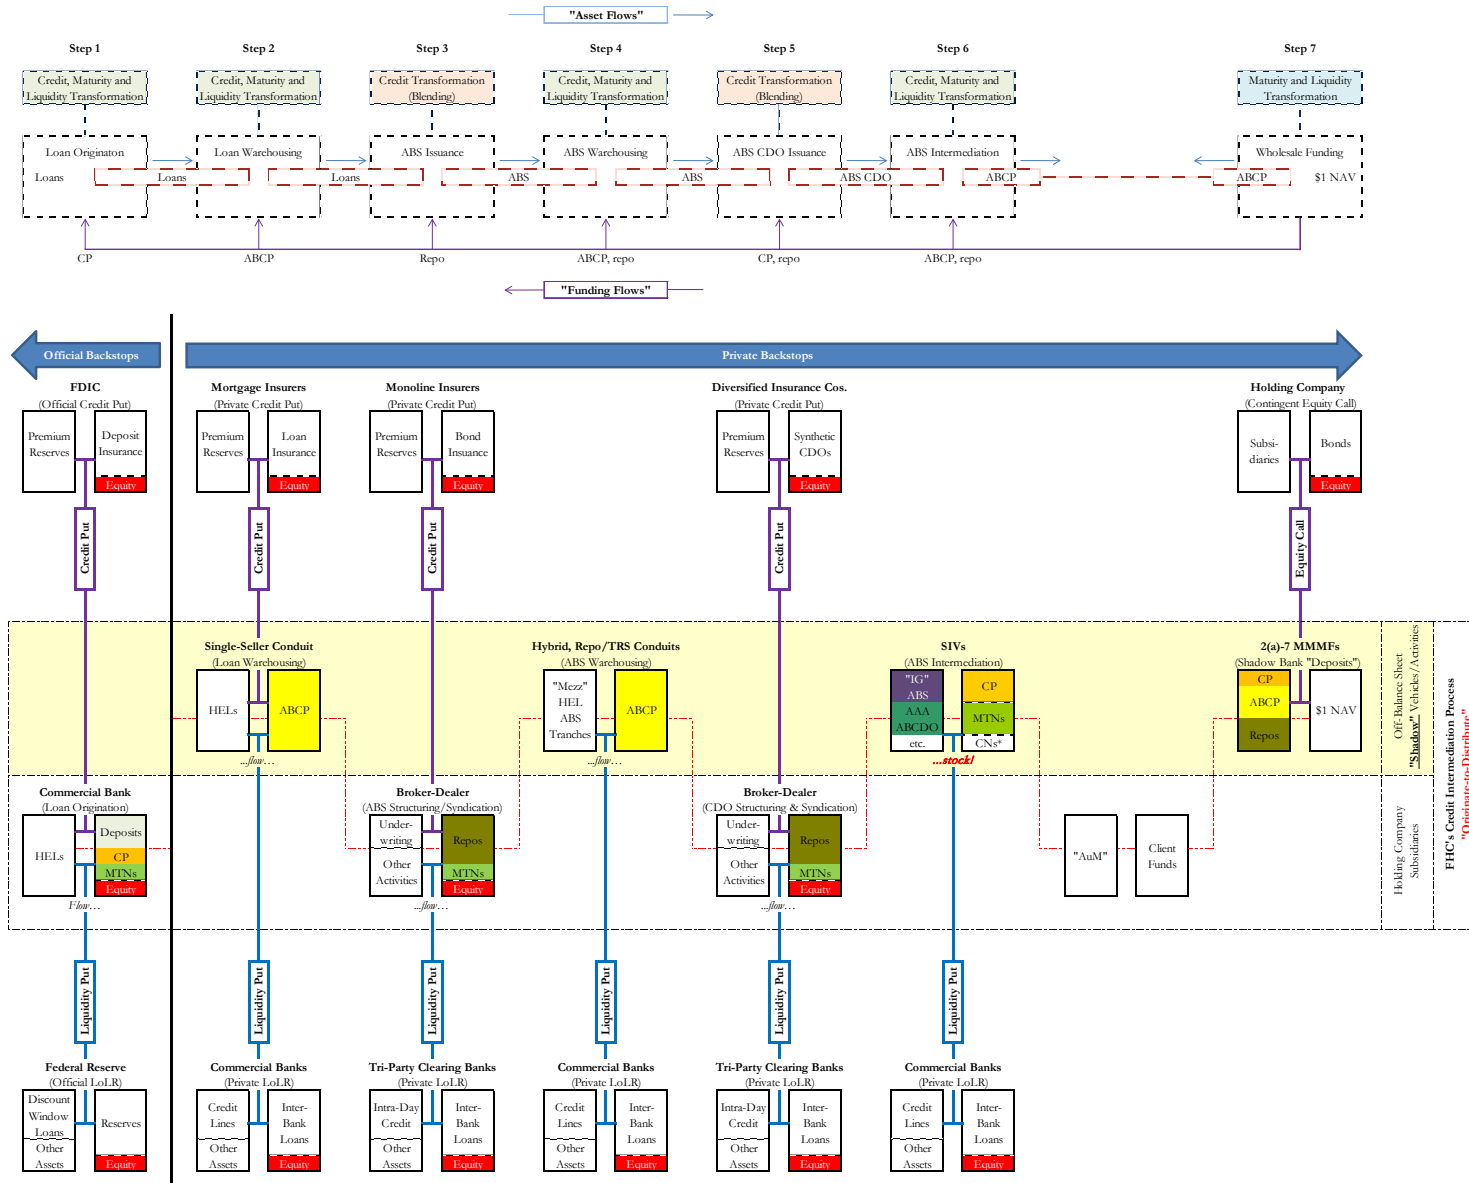 "Asset Flows"
Step 1
Step 2
Step 3
Step 4
Step 5
Step 6
Step 7
Credit, Maturity and
Liquidity Transformation
Credit, Maturity and
Liquidity Transformation
Credit Transformation
(Blending)
Credit, Maturity and
Liquidity Transformation
Credit Transformation
(Blending)
Credit, Maturity and
Liquidity Transformation
Maturity and Liquidity
Transformation
Loan Originaton
Loan Warehousing
ABS Issuance
ABS Warehousing
ABS CDO Issuance
ABS Intermediation
Wholesale Funding
Loans
Loans
Loans
ABS
ABS
ABS CDO
ABCP
ABCP
$1 NAV
CP
ABCP
Repo
ABCP, repo
CP, repo
ABCP, repo
"Funding Flows"
Official Backstops
Private Backstops
FDIC
(Official Credit Put)
Mortgage Insurers
(Private Credit Put)
Monoline Insurers
(Private Credit Put)
Diversified Insurance Cos.
(Private Credit Put)
Holding Company
(Contingent Equity Call)
Premium
Reserves
Deposit
Insurance
Equity
Premium
Reserves
Loan
Insurance
Equity
Premium
Reserves
Bond
Insuance
Equity
Premium
Reserves
Synthetic
CDOs
Equity
Subsi-
diaries
Bonds
Equity
Credit Put
Credit Put
Credit Put
Credit Put
Equity Call
Single-Seller Conduit
(Loan Warehousing)
HELs
ABCP
...flow...
Hybrid, Repo/TRS Conduits
(ABS Warehousing)
"Mezz"
HEL
ABS
Tranches
ABCP
...flow...
SIVs
(ABS Intermediation)
"IG"
ABS
AAA
ABCDO
etc.
CP
MTNs
CNs*
...stock!
2(a)-7 MMMFs
(Shadow Bank "Deposits")
CP
ABCP
Repos
$1 NAV
Off-Balance Sheet
"Shadow" Vehicles/Activities
Commercial Bank
(Loan Origination)
HELs
Deposits
CP
MTNs
Equity
Flow...
Broker-Dealer
(ABS Structuring/Syndication)
Under-
writing
Other
Activities
Repos
MTNs
Equity
...flow...
Broker-Dealer
(CDO Structuring & Syndication)
Under-
writing
Other
Activities
Repos
MTNs
Equity
...flow...
"AuM"
Client
Funds
Holding Company
Subsidiaries
FHC's Credit Intermediation Process
"Originate-to-Distribute"
Liquidity Put
Liquidity Put
Liquidity Put
Liquidity Put
Liquidity Put
Liquidity Put
Federal Reserve
(Official LoLR)
Discount
Window
Loans
Other
Assets
Reserves
Equity
Commercial Banks
(Private LoLR)
Credit
Lines
Other
Assets
Inter-
Bank
Loans
Equity
Tri-Party Clearing Banks
(Private LoLR)
Intra-Day
Credit
Other
Assets
Inter-
Bank
Loans
Equity
Commercial Banks
(Private LoLR)
Credit
Lines
Other
Assets
Inter-
Bank
Loans
Equity
Tri-Party Clearing Banks
(Private LoLR)
Intra-Day
Credit
Other
Assets
Inter-
Bank
Loans
Equity
Commercial Banks
(Private LoLR)
Credit
Lines
Other
Assets
Inter-
Bank
Loans
Equity